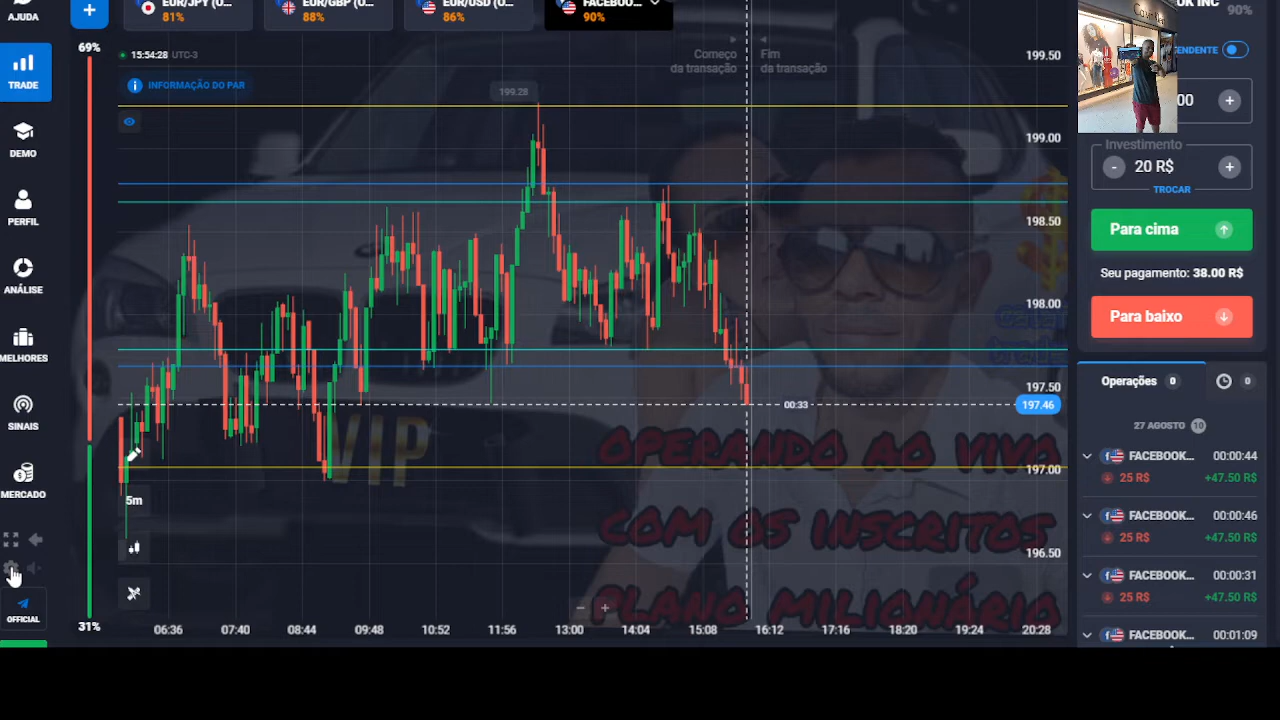 AJUDA
EUR/JPY (O...
81%
EUR/GBP (O...
88%
EUR/USD (O...
86%
FACEBOO...
90%
OK INC
90%
69%
15:54:28 UTC-3
Começo
da transação
Fim
da transação
199.50
ENDENTE
TRADE
INFORMAÇÃO DO PAR
199.28
00
199.00
DEMO
Investimento
- 20 R$ +
TROCAR
PERFIL
198.50
Para cima
ANÁLISE
Seu pagamento: 38.00 R$
198.00
Para baixo
MELHORES
197.50
Operações 0
0
00:33
197.46
SINAIS
27 AGOSTO 10
VIP
OPERANDO AO VIVO
FACEBOOK... 00:00:44
25 R$ +47.50 R$
197.00
MERCADO
5m
COM OS INSCRITOS
FACEBOOK... 00:00:46
25 R$ +47.50 R$
196.50
FACEBOOK... 00:00:31
25 R$ +47.50 R$
PLANO MILIONÁRIO
OFFICIAL
31%
06:36 07:40 08:44 09:48 10:52 11:56 13:00 14:04 15:08 16:12 17:16 18:20 19:24 20:28
FACEBOOK... 00:01:09